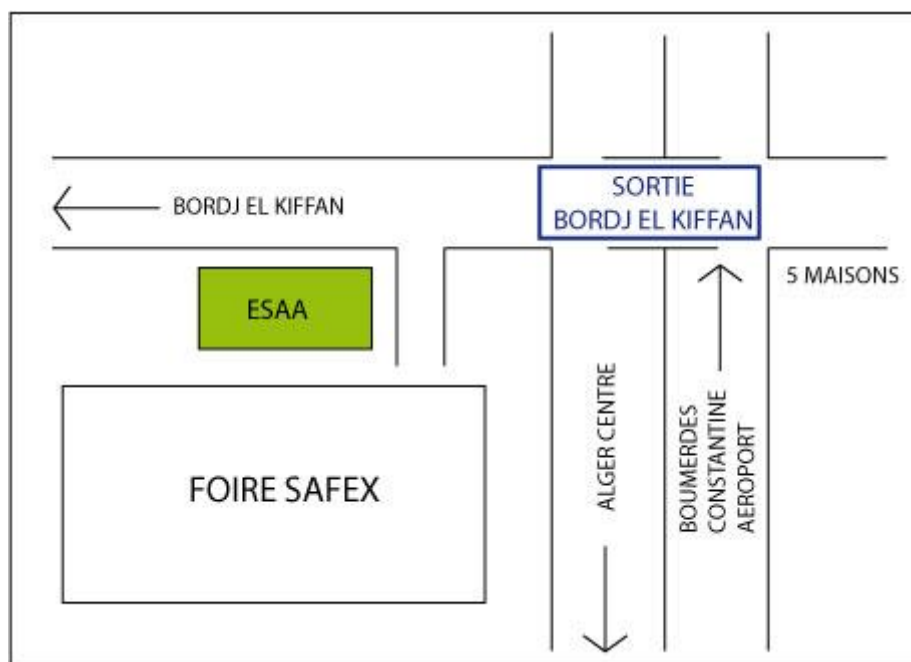 SORTIE
BORDJ EL KIFFAN
BORDJ EL KIFFAN
5 MAISONS
ESAA
FOIRE SAFEX
ALGER CENTRE
BOUMERDES
CONSTANTINE
AEROPORT